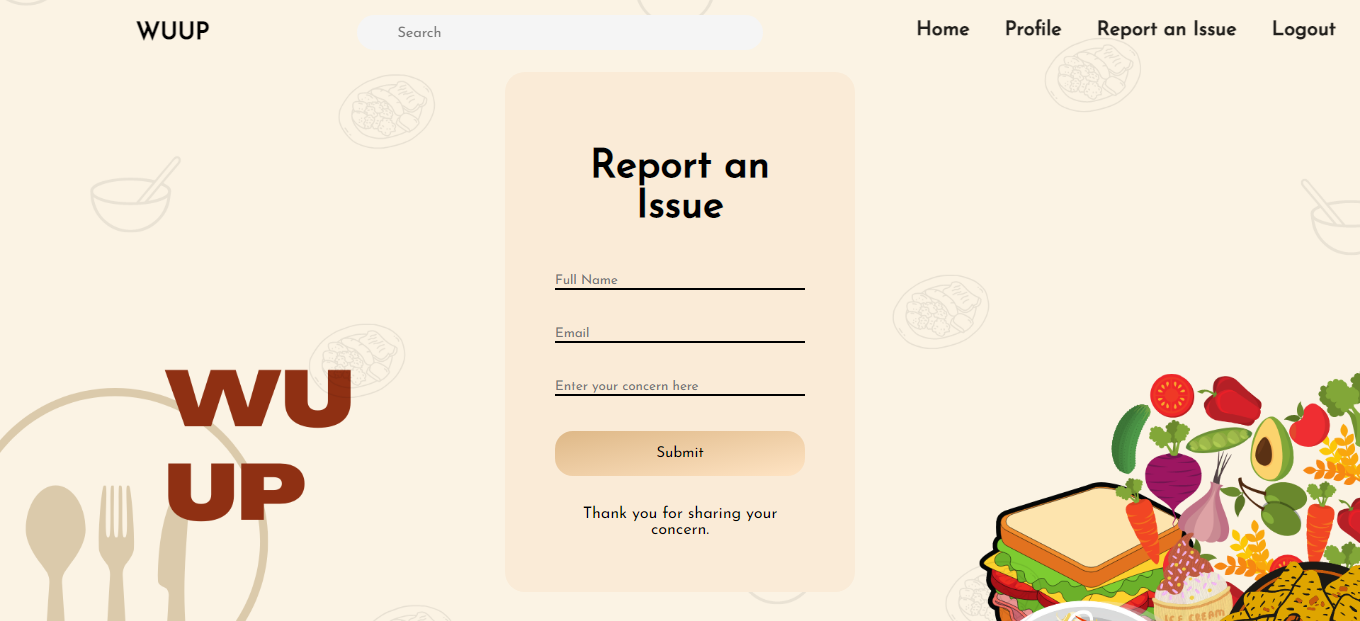 WUUP
Search
Home
Profile
Report an Issue
Logout
Report an
Issue
Full Name
Email
Enter your concern here
Submit
Thank you for sharing your
concern.
WU
UP
ICE CREAM